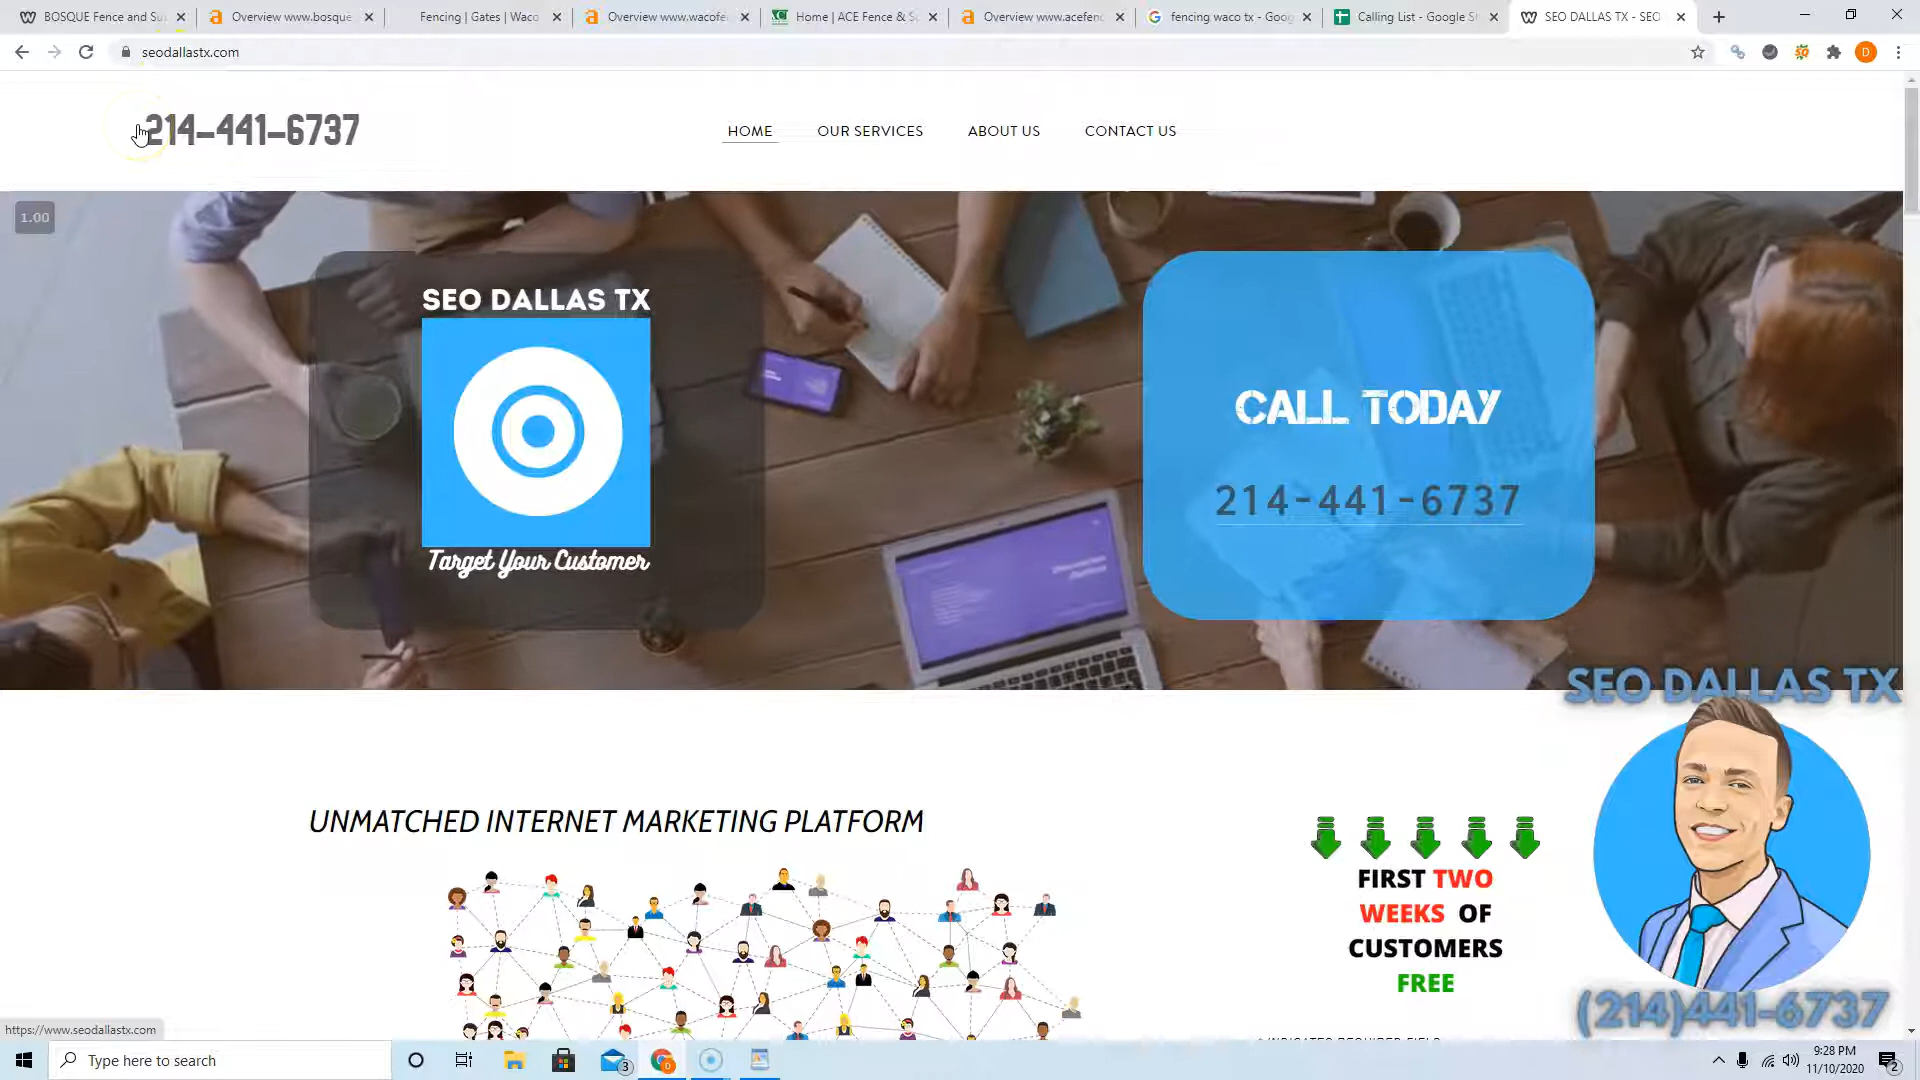 BOSQUE Fence and Su
Overview www.bosque
Fencing | Gates | Waco
Overview www.wacofe
Home | ACE Fence & S
Overview www.acefenc
fencing waco tx - Goog
Calling List - Google S
SEO DALLAS TX - SEO
seodallastx.com
D
214-441-6737
HOME
OUR SERVICES
ABOUT US
CONTACT US
1.00
SEO DALLAS TX
Target Your Customer
CALL TODAY
214-441-6737
UNMATCHED INTERNET MARKETING PLATFORM
FIRST TWO
WEEKS OF
CUSTOMERS
FREE
SEO DALLAS TX
(214)441-6737
https://www.seodallastx.com
Type here to search
3
9:28 PM
11/10/2020
2